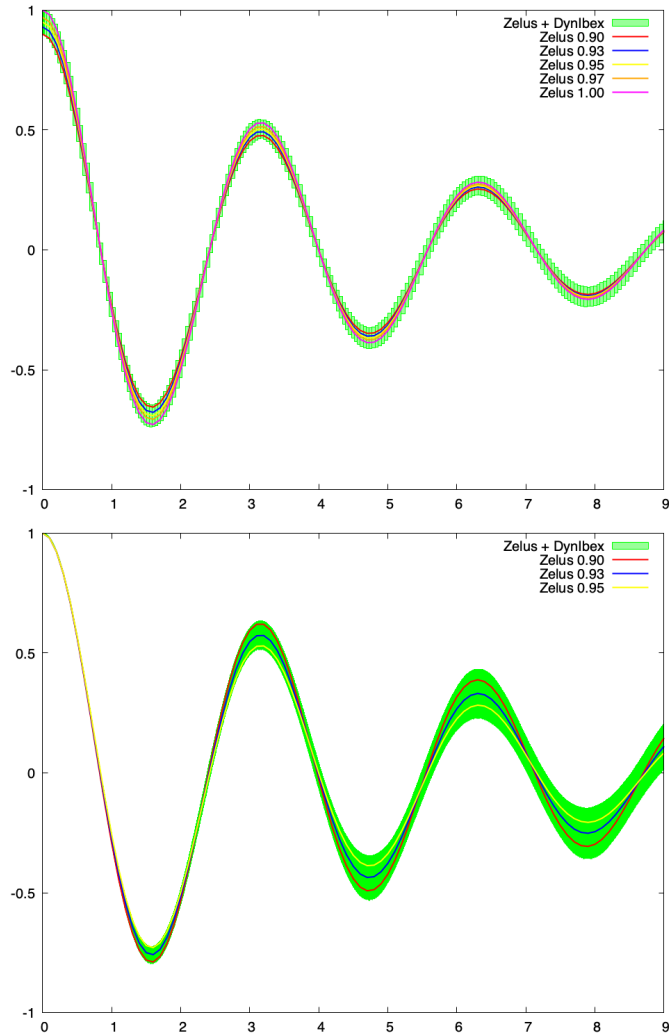 1
0.5
0
-0.5
-1
0 1 2 3 4 5 6 7 8 9
Zelus + DynIbex
Zelus 0.90
Zelus 0.93
Zelus 0.95
Zelus 0.97
Zelus 1.00
1
0.5
0
-0.5
-1
0 1 2 3 4 5 6 7 8 9
Zelus + DynIbex
Zelus 0.90
Zelus 0.93
Zelus 0.95